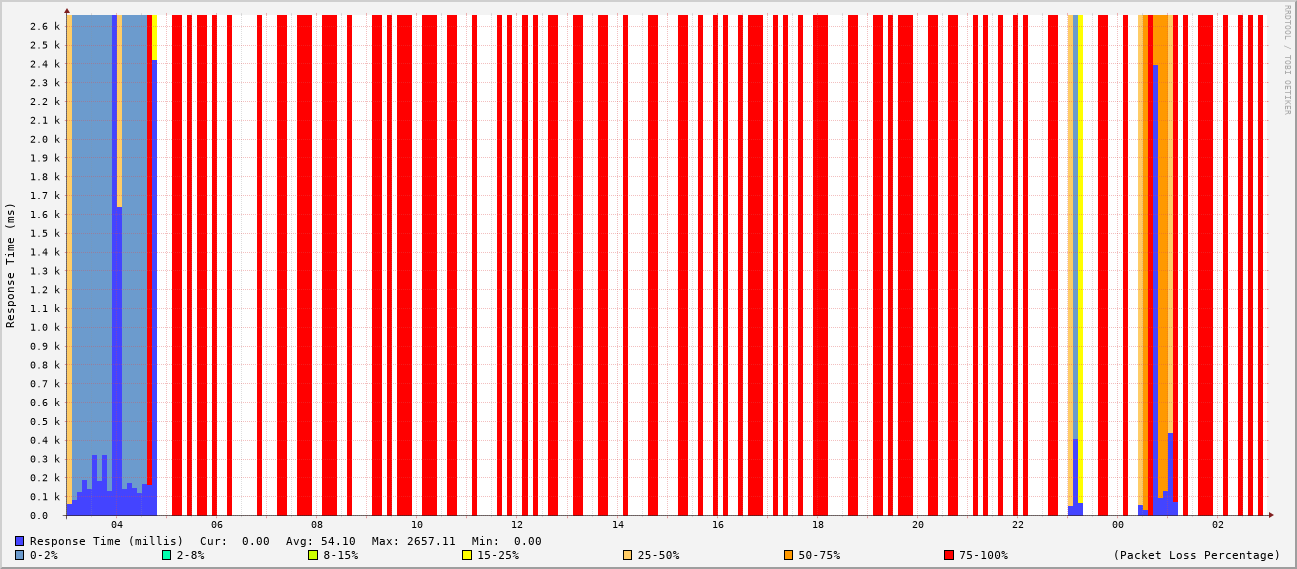 RRDTOOL / TOBI OETIKER
Response Time (ms)
2.6 k
2.5 k
2.4 k
2.3 k
2.2 k
2.1 k
2.0 k
1.9 k
1.8 k
1.7 k
1.6 k
1.5 k
1.4 k
1.3 k
1.2 k
1.1 k
1.0 k
0.9 k
0.8 k
0.7 k
0.6 k
0.5 k
0.4 k
0.3 k
0.2 k
0.1 k
0.0
04 06 08 10 12 14 16 18 20 22 00 02
Response Time (millis) Cur: 0.00 Avg: 54.10 Max: 2657.11 Min: 0.00
0-2% 2-8% 8-15% 15-25% 25-50% 50-75% 75-100% (Packet Loss Percentage)